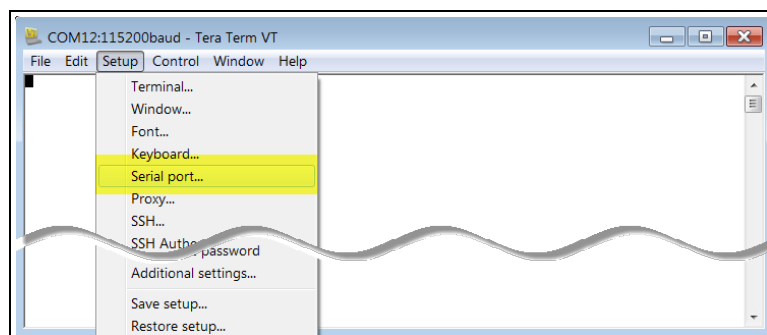 COM12:115200baud - Tera Term VT
File Edit Setup Control Window Help
Terminal...
Window...
Font...
Keyboard...
Serial port...
Proxy...
SSH...
SSH Authe
password
Additional settings...
Save setup...
Restore setup...